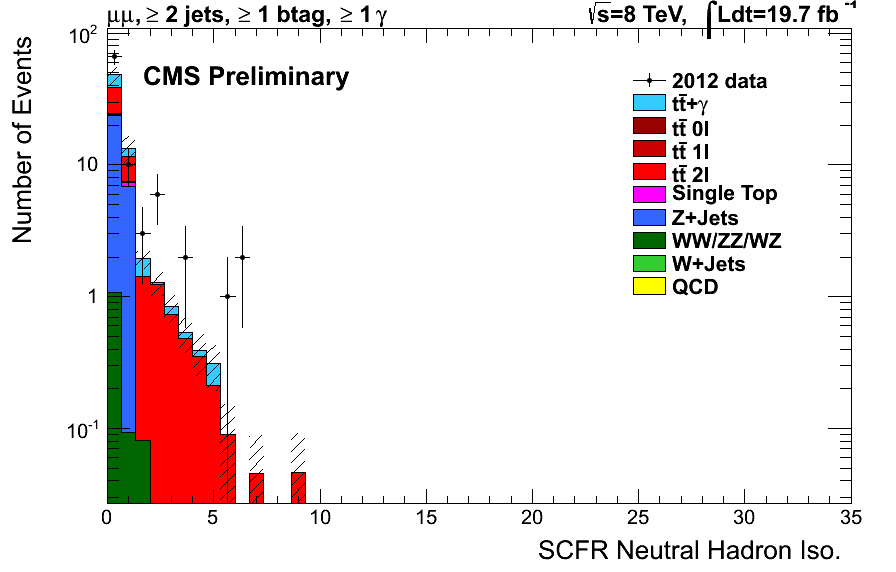 μμ, ≥ 2 jets, ≥ 1 btag, ≥ 1 γ
√s=8 TeV, ∫Ldt=19.7 fb⁻¹
CMS Preliminary
2012 data
tt̄+γ
tt̄ 0l
tt̄ 1l
tt̄ 2l
Single Top
Z+Jets
WW/ZZ/WZ
W+Jets
QCD
Number of Events
10²
10
1
10⁻¹
0 5 10 15 20 25 30 35
SCFR Neutral Hadron Iso.